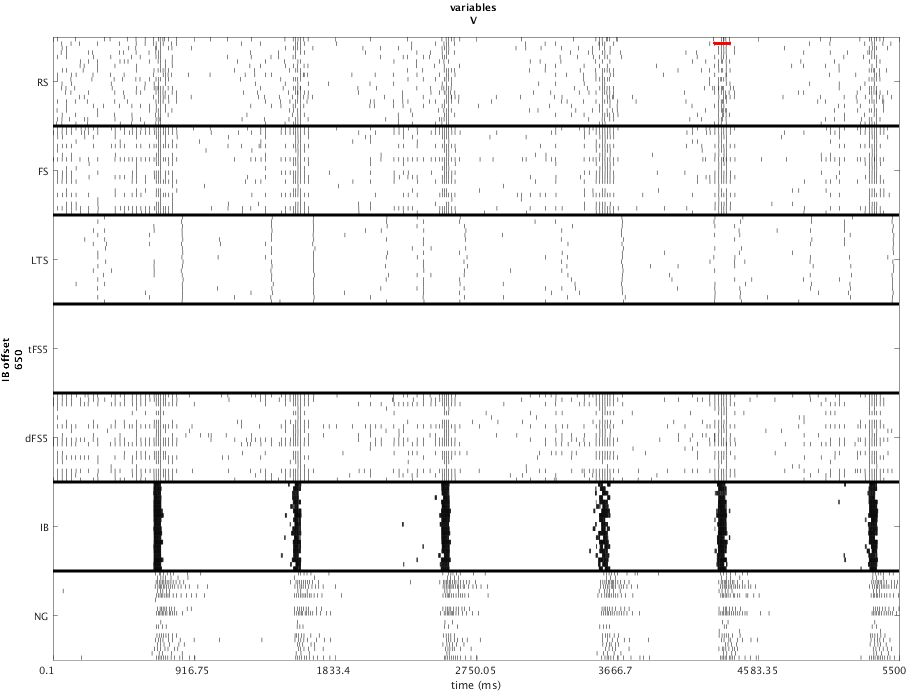 variables
V
RS
FS
LTS
tFS5
dFS5
IB
NG
IB offset
650
0.1 916.75 1833.4 2750.05 3666.7 4583.35 5500
time (ms)